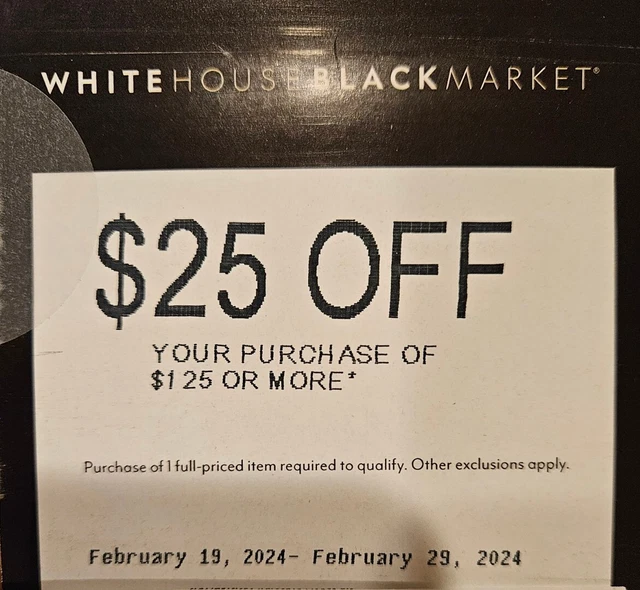 WHITEHOUSEBLACKMARKET®
$25 OFF
YOUR PURCHASE OF
$125 OR MORE*
Purchase of 1 full-priced item required to qualify. Other exclusions apply.
February 19, 2024- February 29, 2024